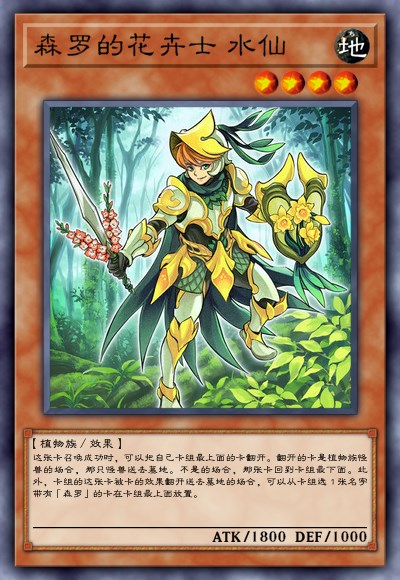 森罗的花卉士 水仙
地
【植物族／效果】
这张卡召唤成功时，可以把自己卡组最上面的卡翻开。翻开的卡是植物族怪
兽的场合，那只怪兽送去墓地。不是的场合，那张卡回到卡组最下面。此
外，卡组的这张卡被卡的效果翻开送去墓地的场合，可以从卡组选1张名字
带有「森罗」的卡在卡组最上面放置。
ATK/1800 DEF/1000